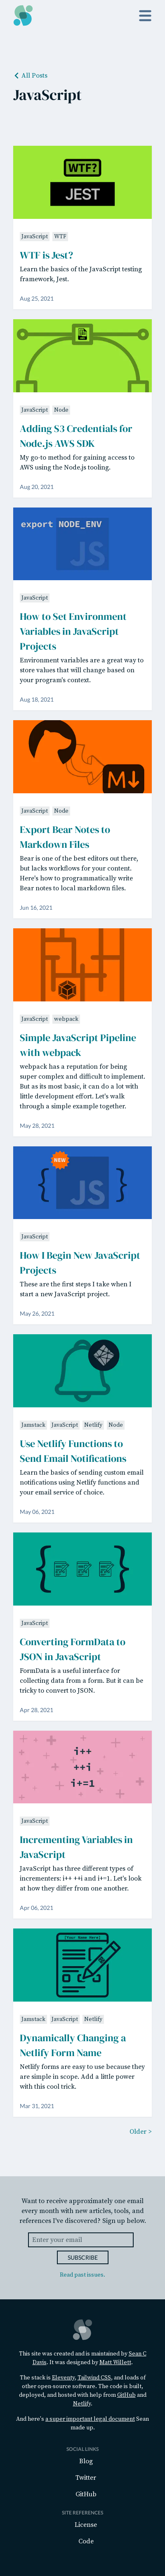 All Posts
JavaScript
WTF?
JEST
JavaScript WTF
WTF is Jest?
Learn the basics of the JavaScript testing
framework, Jest.
Aug 25, 2021
JavaScript Node
Adding S3 Credentials for
Node.js AWS SDK
My go-to method for gaining access to
AWS using the Node.js tooling.
Aug 20, 2021
export NODE_ENV
JS
JavaScript
How to Set Environment
Variables in JavaScript
Projects
Environment variables are a great way to
store values that will change based on
your program's context.
Aug 18, 2021
M
JavaScript Node
Export Bear Notes to
Markdown Files
Bear is one of the best editors out there,
but lacks workflows for your content.
Here's how to automatically write
Bear notes to local markdown files.
Jun 16, 2021
JavaScript webpack
Simple JavaScript Pipeline
with webpack
webpack has a reputation for being
super complex and difficult to implement.
But as its most basic, it can do a lot with
little development effort. Let's walk
through a simple example together.
May 28, 2021
NEW
{ JS }
JavaScript
How I Begin New JavaScript
Projects
These are the first steps I take when I
start a new JavaScript project.
May 26, 2021
Jamstack JavaScript Netlify Node
Use Netlify Functions to
Send Email Notifications
Learn the basics of sending custom email
notifications using Netlify functions and
your email service of choice.
May 06, 2021
{ }
JavaScript
Converting FormData to
JSON in JavaScript
FormData is a useful interface for
collecting data from a form. But it can be
tricky to convert to JSON.
Apr 28, 2021
i++
++i
i+=1
JavaScript
Incrementing Variables in
JavaScript
JavaScript has three different types of
incrementers: i++ ++i and i+=1. Let's look
at how they differ from one another.
Apr 06, 2021
[Your Name Here]
Jamstack JavaScript Netlify
Dynamically Changing a
Netlify Form Name
Netlify forms are easy to use because they
are simple in scope. Add a little power
with this cool trick.
Mar 31, 2021
Older >
Want to receive approximately one email
every month with new articles, tools, and
references I've discovered? Sign up below.
Enter your email
SUBSCRIBE
Read past issues.
This site was created and is maintained by Sean C
Davis. It was designed by Matt Willett.
The stack is Eleventy, Tailwind CSS, and loads of
other open-source software. The code is built,
deployed, and hosted with help from GitHub and
Netlify.
And here's a super important legal document Sean
made up.
SOCIAL LINKS
Blog
Twitter
GitHub
SITE REFERENCES
License
Code